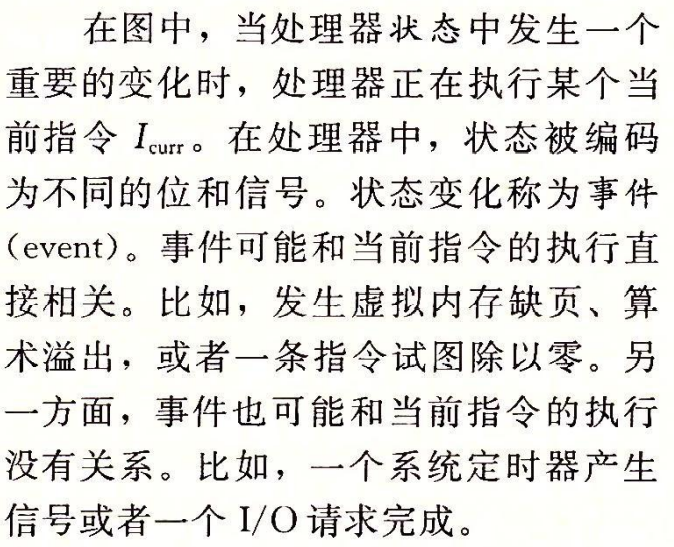 在图中，当处理器状态中发生一个
重要的变化时，处理器正在执行某个当
前指令 Icurr。在处理器中，状态被编码
为不同的位和信号。状态变化称为事件
(event)。事件可能和当前指令的执行直
接相关。比如，发生虚拟内存缺页、算
术溢出，或者一条指令试图除以零。另
一方面，事件也可能和当前指令的执行
没有关系。比如，一个系统定时器产生
信号或者一个 I/O 请求完成。